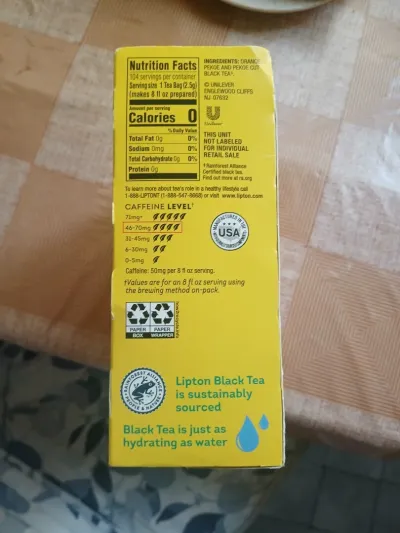 Nutrition Facts
104 servings per container
Serving size 1 Tea Bag (2.5g)
(makes 8 fl oz prepared)
Amount per serving
Calories 0
% Daily Value
Total Fat 0g 0%
Sodium 0mg 0%
Total Carbohydrate 0g 0%
Protein 0g
INGREDIENTS: ORANGE
PEKOE AND PEKOE CUT
BLACK TEA‡.
© UNILEVER
ENGLEWOOD CLIFFS
NJ 07632
Unilever
THIS UNIT
NOT LABELED
FOR INDIVIDUAL
RETAIL SALE
‡ Rainforest Alliance
Certified black tea.
Find out more at ra.org
To learn more about tea's role in a healthy lifestyle call
1-888-LIPTONT (1-888-547-8668) or visit www.lipton.com
CAFFEINE LEVEL†
71mg+
46-70mg
31-45mg
6-30mg
0-5mg
Caffeine: 50mg per 8 fl oz serving.
†Values are for an 8 fl oz serving using
the brewing method on-pack.
MANUFACTURED IN THE
USA
PAPER
BOX
PAPER
WRAPPER
RAINFOREST ALLIANCE
PEOPLE & NATURE
Lipton Black Tea
is sustainably
sourced
Black Tea is just as
hydrating as water